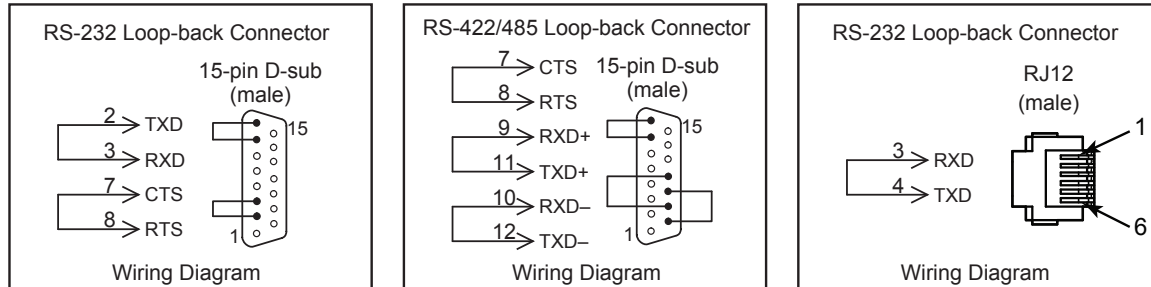 RS-232 Loop-back Connector
15-pin D-sub
(male)
2 TXD
3 RXD
7 CTS
8 RTS
15
1
Wiring Diagram
RS-422/485 Loop-back Connector
15-pin D-sub
(male)
7 CTS
8 RTS
9 RXD+
11 TXD+
10 RXD–
12 TXD–
15
1
Wiring Diagram
RS-232 Loop-back Connector
RJ12
(male)
3 RXD
4 TXD
1
6
Wiring Diagram